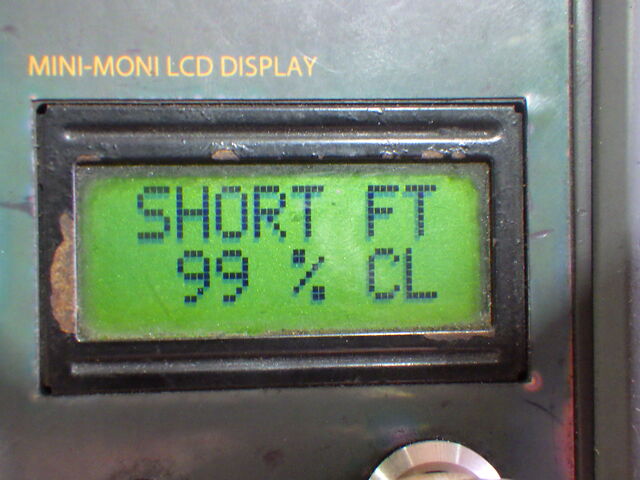 MINI-MONI LCD DISPLAY
SHORT FT
99 % CL